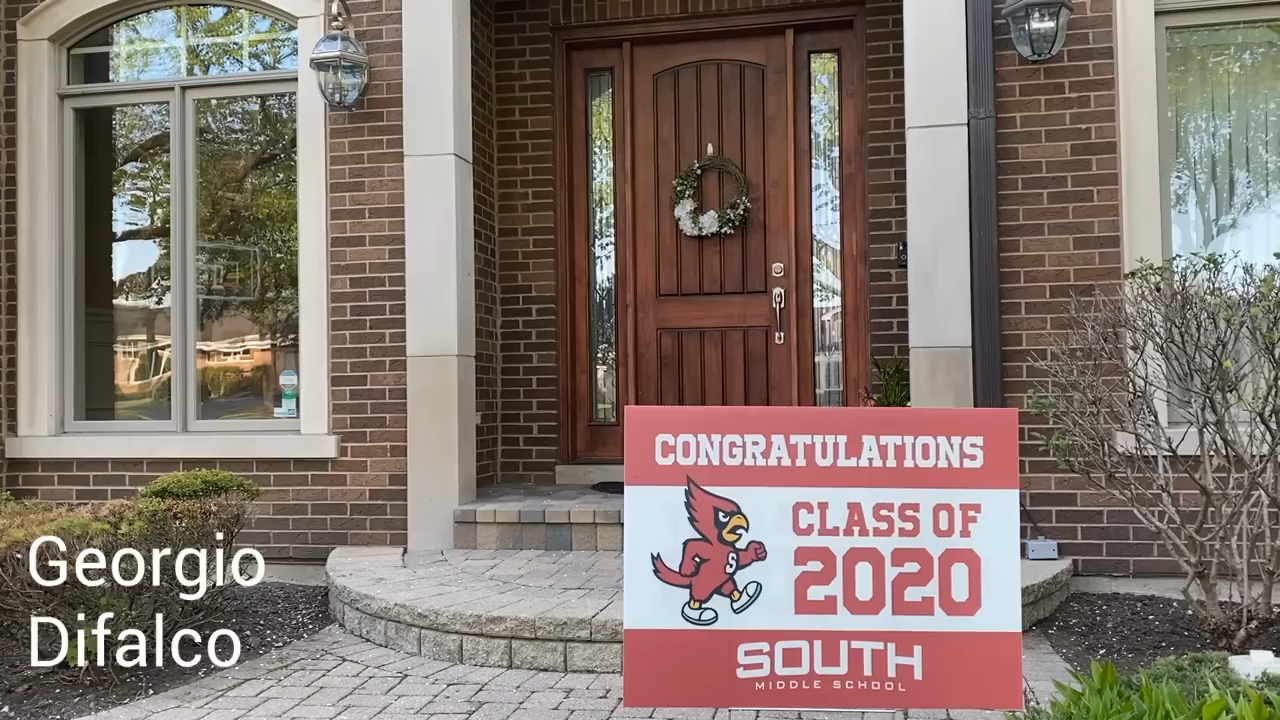 CONGRATULATIONS
CLASS OF
2020
S
SOUTH
MIDDLE SCHOOL
Georgio
Difalco